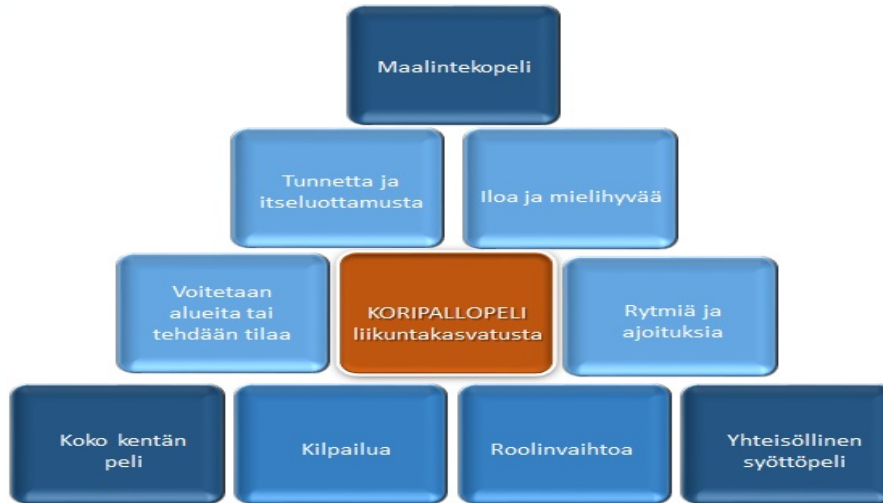 Maalintekopeli
Tunnetta ja
itseluottamusta
Iloa ja mielihyvää
Voitetaan
alueita tai
tehdään tilaa
KORIPALLOPELI
liikuntakasvatusta
Rytmiä ja
ajoituksia
Koko kentän
peli
Kilpailua
Roolinvaihtoa
Yhteisöllinen
syöttöpeli